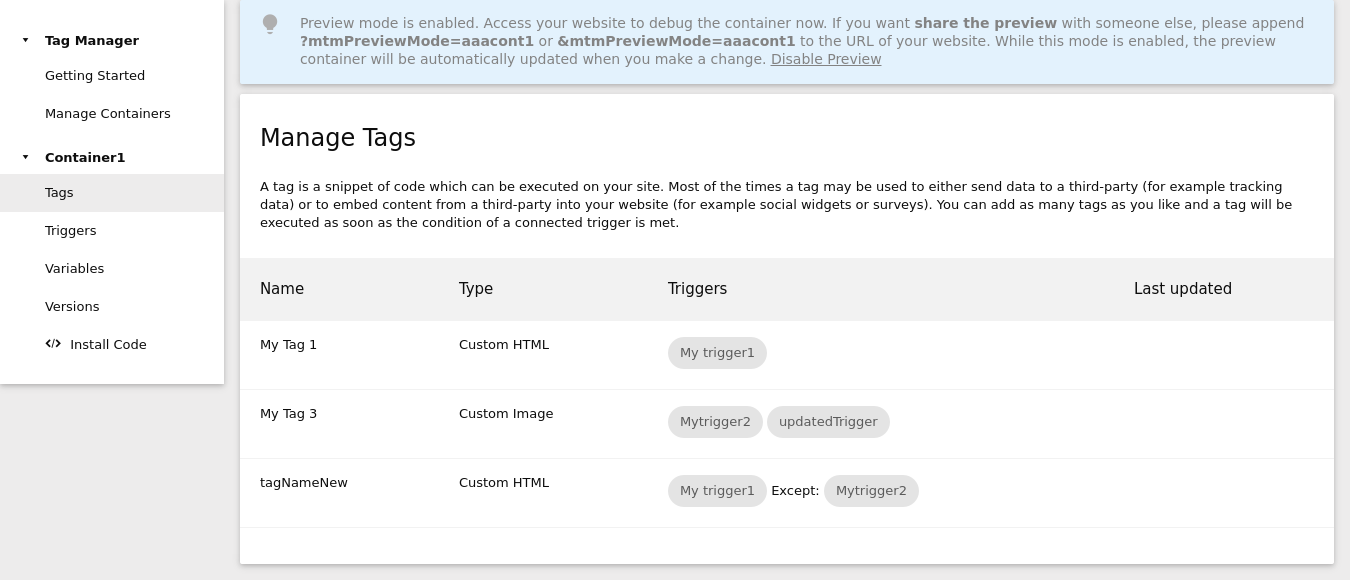 Tag Manager
Getting Started
Manage Containers
Container1
Tags
Triggers
Variables
Versions
Install Code
Preview mode is enabled. Access your website to debug the container now. If you want share the preview with someone else, please append
?mtmPreviewMode=aaacont1 or &mtmPreviewMode=aaacont1 to the URL of your website. While this mode is enabled, the preview
container will be automatically updated when you make a change. Disable Preview
Manage Tags
A tag is a snippet of code which can be executed on your site. Most of the times a tag may be used to either send data to a third-party (for example tracking
data) or to embed content from a third-party into your website (for example social widgets or surveys). You can add as many tags as you like and a tag will be
executed as soon as the condition of a connected trigger is met.
Name Type Triggers Last updated
My Tag 1 Custom HTML My trigger1
My Tag 3 Custom Image Mytrigger2 updatedTrigger
tagNameNew Custom HTML My trigger1 Except: Mytrigger2